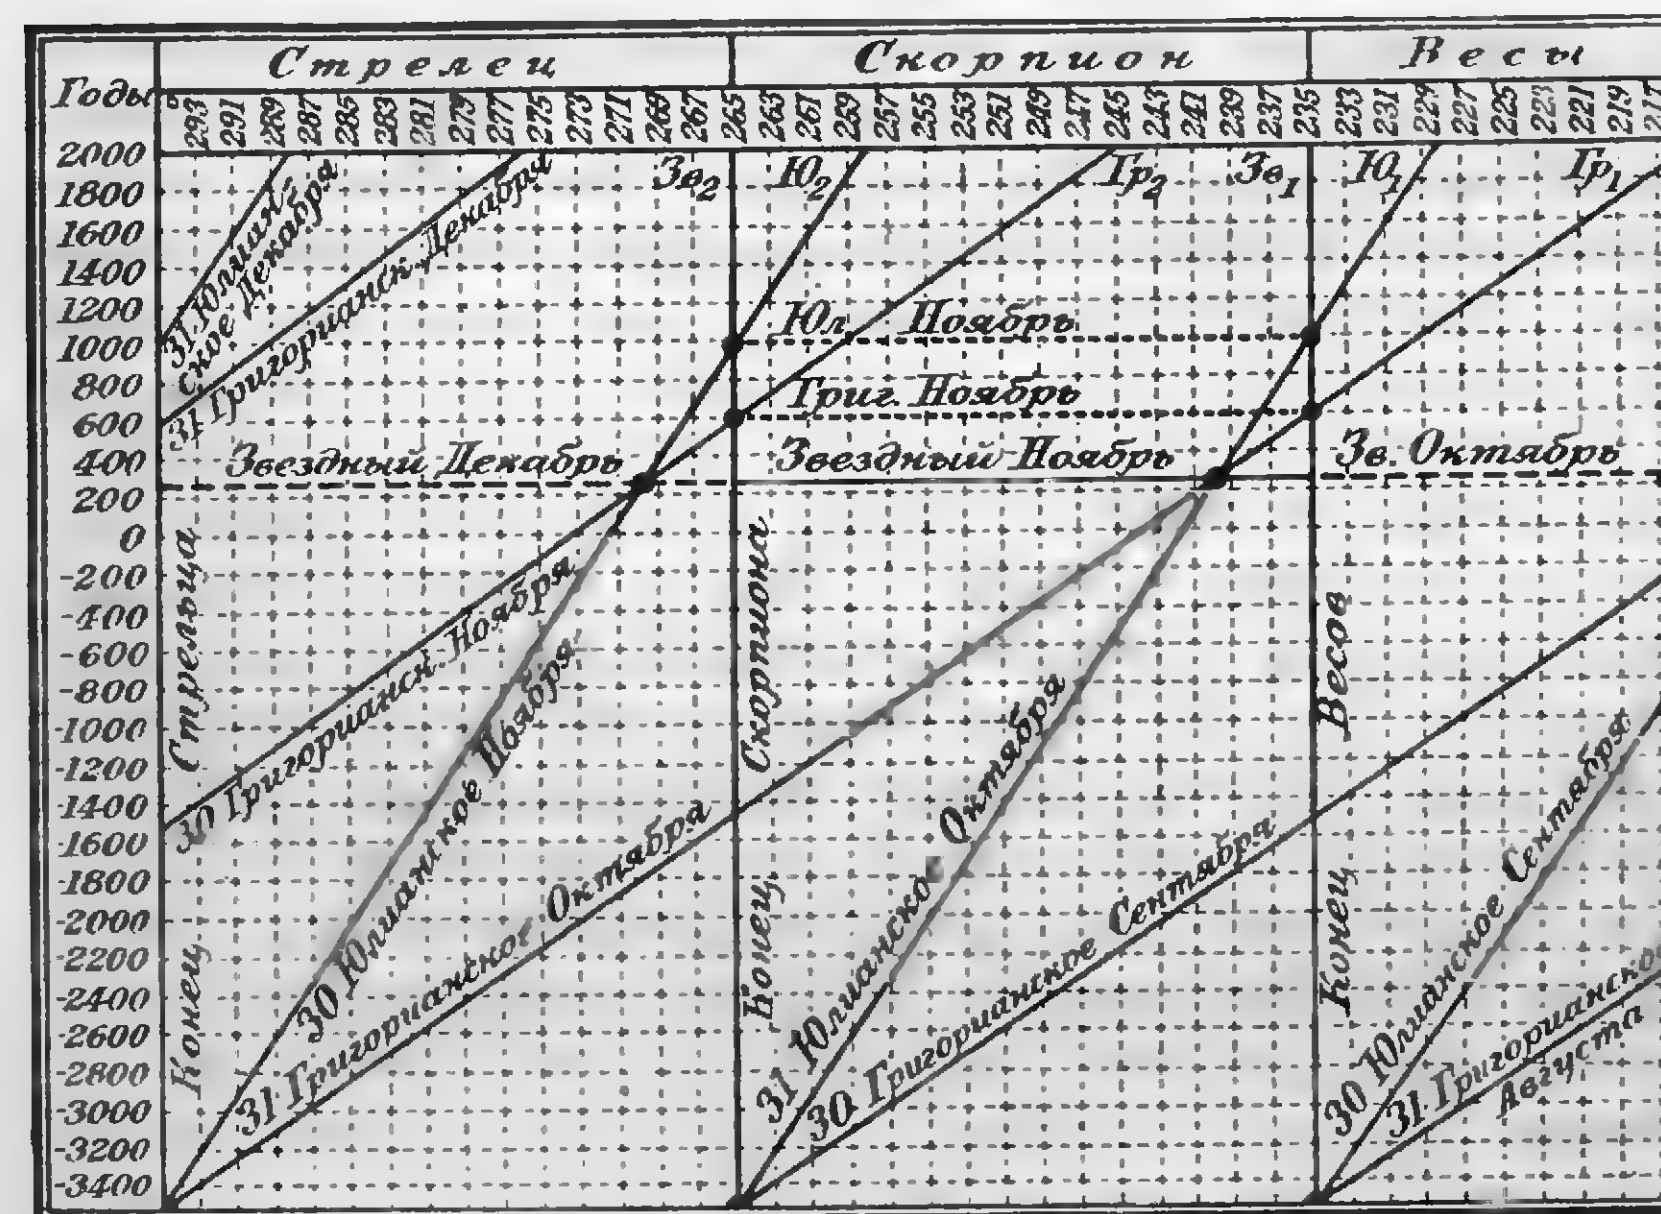 Стрелец Скорпион Весы
Годы ° 293 291 289 287 285 283 281 279 277 275 273 271 269 267 265 263 261 259 257 255 253 251 249 247 245 243 241 239 237 235 233 231 229 227 225 223 221 219 217
2000
1800
1600
1400
1200
1000
800
600
400
200
0
-200
-400
-600
-800
-1000
-1200
-1400
-1600
-1800
-2000
-2200
-2400
-2600
-2800
-3000
-3200
-3400
Зв₂ Ю₂ Гр₂ Зв₁ Ю₁ Гр₁
31 Юлиан-
ское Декабря
31 Григорианск. Декабря
Юл. Ноябрь
Григ. Ноябрь
Звездный Декабрь Звездный Ноябрь Зв. Октябрь
Конец Стрельца
Конец Скорпиона
Конец Весов
30 Григорианск. Ноября
30 Юлианское Ноября
31 Григорианское Октября
31 Юлианское Октября
30 Григорианское Сентября
30 Юлианское Сентября
31 Григорианское
Августа